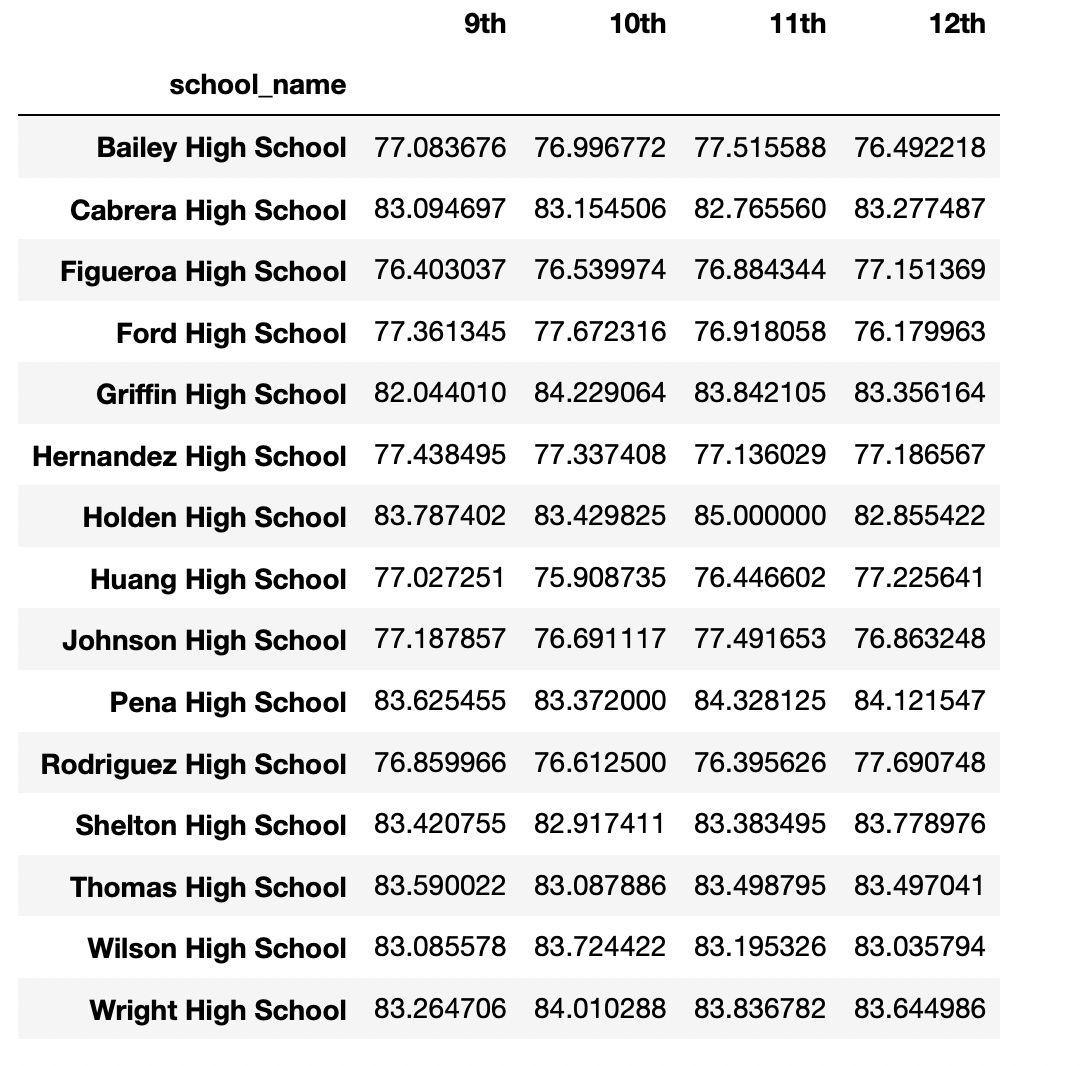 9th 10th 11th 12th
school_name
Bailey High School 77.083676 76.996772 77.515588 76.492218
Cabrera High School 83.094697 83.154506 82.765560 83.277487
Figueroa High School 76.403037 76.539974 76.884344 77.151369
Ford High School 77.361345 77.672316 76.918058 76.179963
Griffin High School 82.044010 84.229064 83.842105 83.356164
Hernandez High School 77.438495 77.337408 77.136029 77.186567
Holden High School 83.787402 83.429825 85.000000 82.855422
Huang High School 77.027251 75.908735 76.446602 77.225641
Johnson High School 77.187857 76.691117 77.491653 76.863248
Pena High School 83.625455 83.372000 84.328125 84.121547
Rodriguez High School 76.859966 76.612500 76.395626 77.690748
Shelton High School 83.420755 82.917411 83.383495 83.778976
Thomas High School 83.590022 83.087886 83.498795 83.497041
Wilson High School 83.085578 83.724422 83.195326 83.035794
Wright High School 83.264706 84.010288 83.836782 83.644986